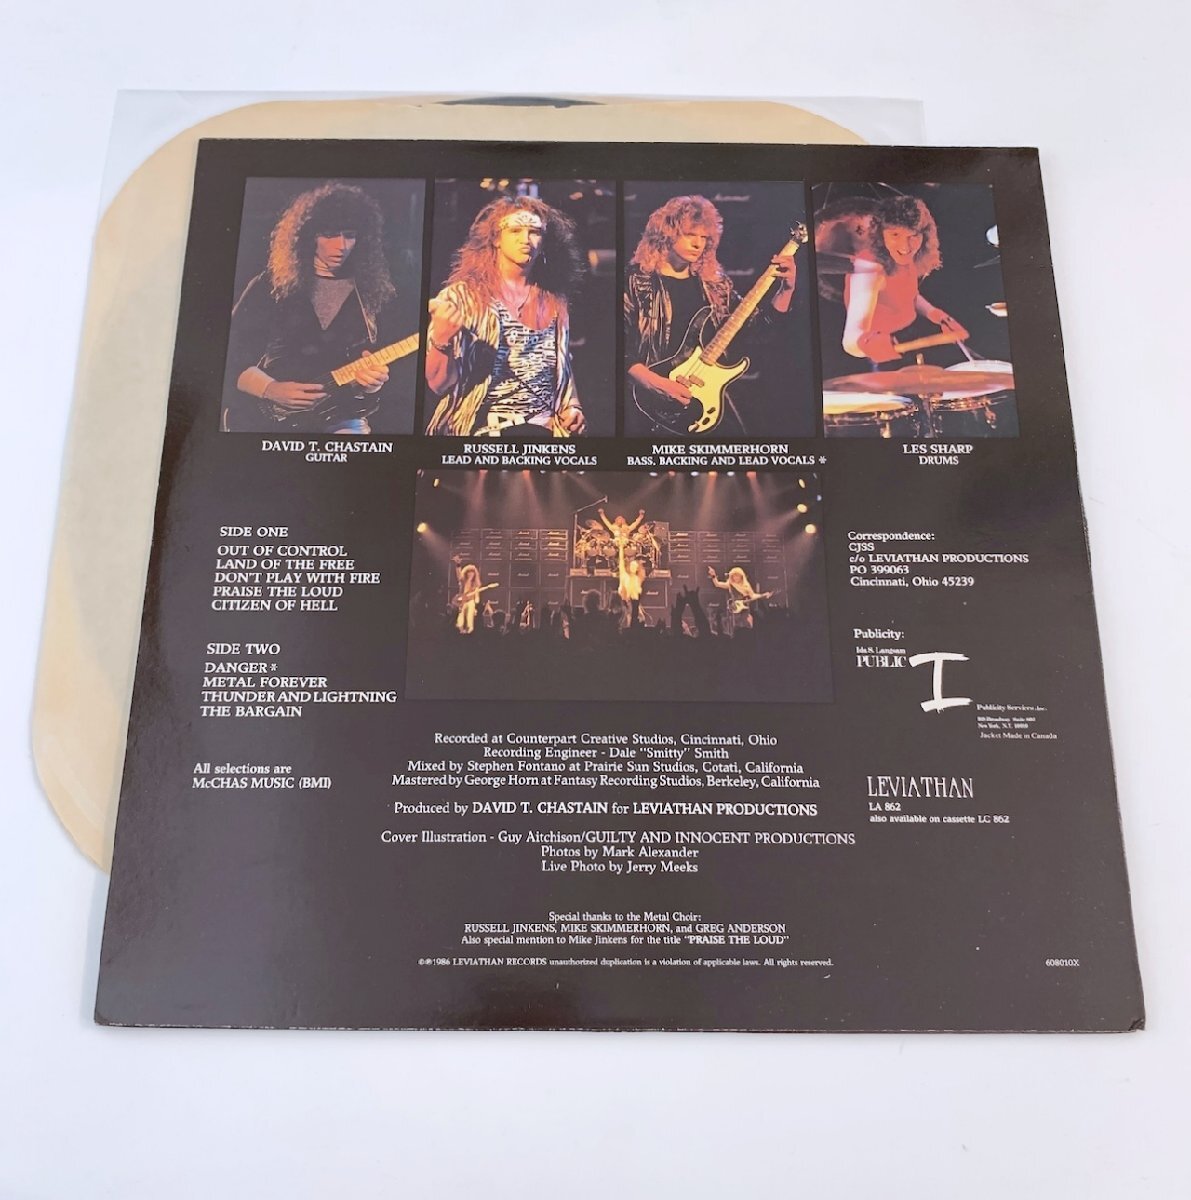 DAVID T. CHASTAIN
GUITAR
RUSSELL JINKENS
LEAD AND BACKING VOCALS
MIKE SKIMMERHORN
BASS, BACKING AND LEAD VOCALS *
LES SHARP
DRUMS
SIDE ONE
OUT OF CONTROL
LAND OF THE FREE
DON'T PLAY WITH FIRE
PRAISE THE LOUD
CITIZEN OF HELL
SIDE TWO
DANGER *
METAL FOREVER
THUNDER AND LIGHTNING
THE BARGAIN
All selections are
McCHAS MUSIC (BMI)
Correspondence:
CJSS
c/o LEVIATHAN PRODUCTIONS
PO 399063
Cincinnati, Ohio 45239
Publicity:
Ida S. Langsam
PUBLIC I
Publicity Services, Inc.
New York, N.Y. 10019
Jacket Made in Canada
LEVIATHAN
LA 862
also available on cassette LC 862
Recorded at Counterpart Creative Studios, Cincinnati, Ohio
Recording Engineer - Dale "Smitty" Smith
Mixed by Stephen Fontano at Prairie Sun Studios, Cotati, California
Mastered by George Horn at Fantasy Recording Studios, Berkeley, California
Produced by DAVID T. CHASTAIN for LEVIATHAN PRODUCTIONS
Cover Illustration - Guy Aitchison/GUILTY AND INNOCENT PRODUCTIONS
Photos by Mark Alexander
Live Photo by Jerry Meeks
Special thanks to the Metal Choir:
RUSSELL JINKENS, MIKE SKIMMERHORN, and GREG ANDERSON
Also special mention to Mike Jinkens for the title "PRAISE THE LOUD"
©℗1986 LEVIATHAN RECORDS unauthorized duplication is a violation of applicable laws. All rights reserved.
608010X